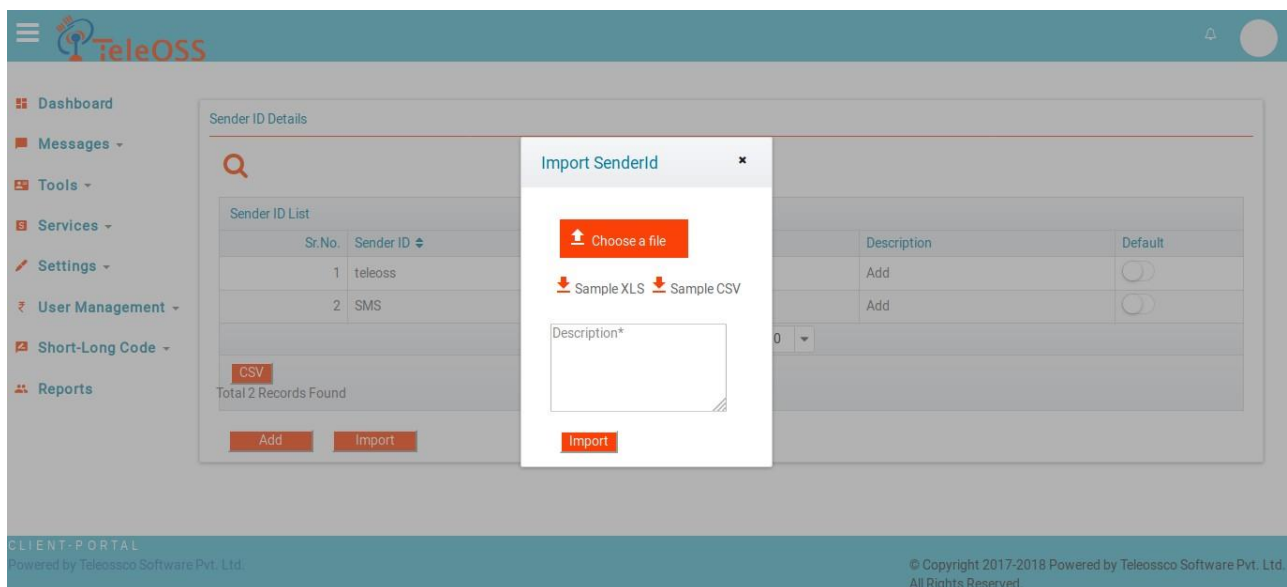 TeleOSS
Dashboard
Messages
Tools
Services
Settings
₹ User Management
Short-Long Code
Reports
Sender ID Details
Sender ID List
Sr.No. Sender ID Description Default
1 teleoss Add
2 SMS Add
0
CSV
Total 2 Records Found
Add Import
Import SenderId
Choose a file
Sample XLS Sample CSV
Description*
Import
CLIENT-PORTAL
Powered by Teleossco Software Pvt. Ltd.
© Copyright 2017-2018 Powered by Teleossco Software Pvt. Ltd.
All Rights Reserved.